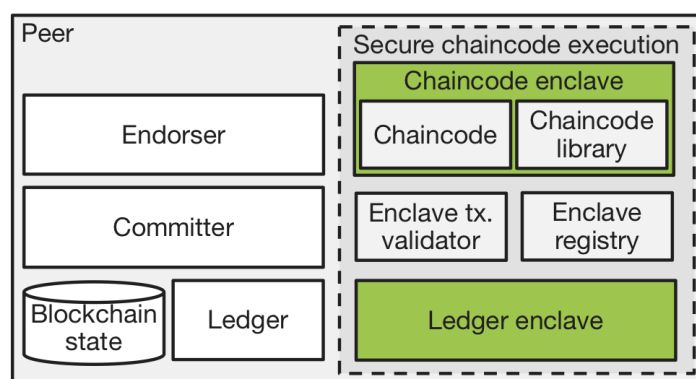 Peer
Endorser
Committer
Blockchain
state
Ledger
Secure chaincode execution
Chaincode enclave
Chaincode
Chaincode
library
Enclave tx.
validator
Enclave
registry
Ledger enclave